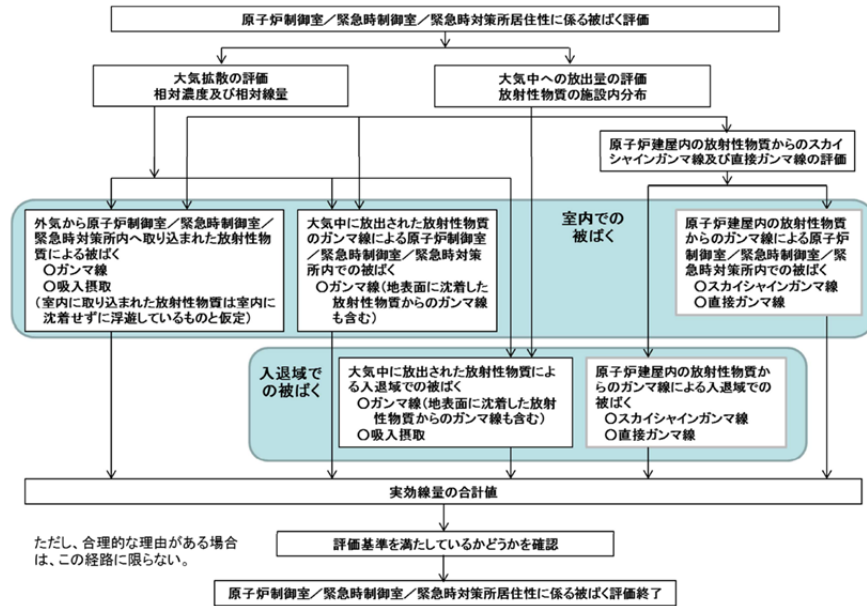 原子炉制御室／緊急時制御室／緊急時対策所居住性に係る被ばく評価
大気拡散の評価
相対濃度及び相対線量
大気中への放出量の評価
放射性物質の施設内分布
原子炉建屋内の放射性物質からのスカイ
シャインガンマ線及び直接ガンマ線の評価
室内での
被ばく
外気から原子炉制御室／緊急時制御室／
緊急時対策所内へ取り込まれた放射性物
質による被ばく
〇ガンマ線
〇吸入摂取
（室内に取り込まれた放射性物質は室内に
沈着せずに浮遊しているものと仮定）
大気中に放出された放射性物質
のガンマ線による原子炉制御室
／緊急時制御室／緊急時対策
所内での被ばく
〇ガンマ線（地表面に沈着した
放射性物質からのガンマ線
も含む）
原子炉建屋内の放射性物質
からのガンマ線による原子炉
制御室／緊急時制御室／緊
急時対策所内での被ばく
〇スカイシャインガンマ線
〇直接ガンマ線
入退域で
の被ばく
大気中に放出された放射性物質によ
る入退域での被ばく
〇ガンマ線（地表面に沈着した放射
性物質からのガンマ線も含む）
〇吸入摂取
原子炉建屋内の放射性物質か
らのガンマ線による入退域での
被ばく
〇スカイシャインガンマ線
〇直接ガンマ線
実効線量の合計値
ただし、合理的な理由がある場合
は、この経路に限らない。
評価基準を満たしているかどうかを確認
原子炉制御室／緊急時制御室／緊急時対策所居住性に係る被ばく評価終了